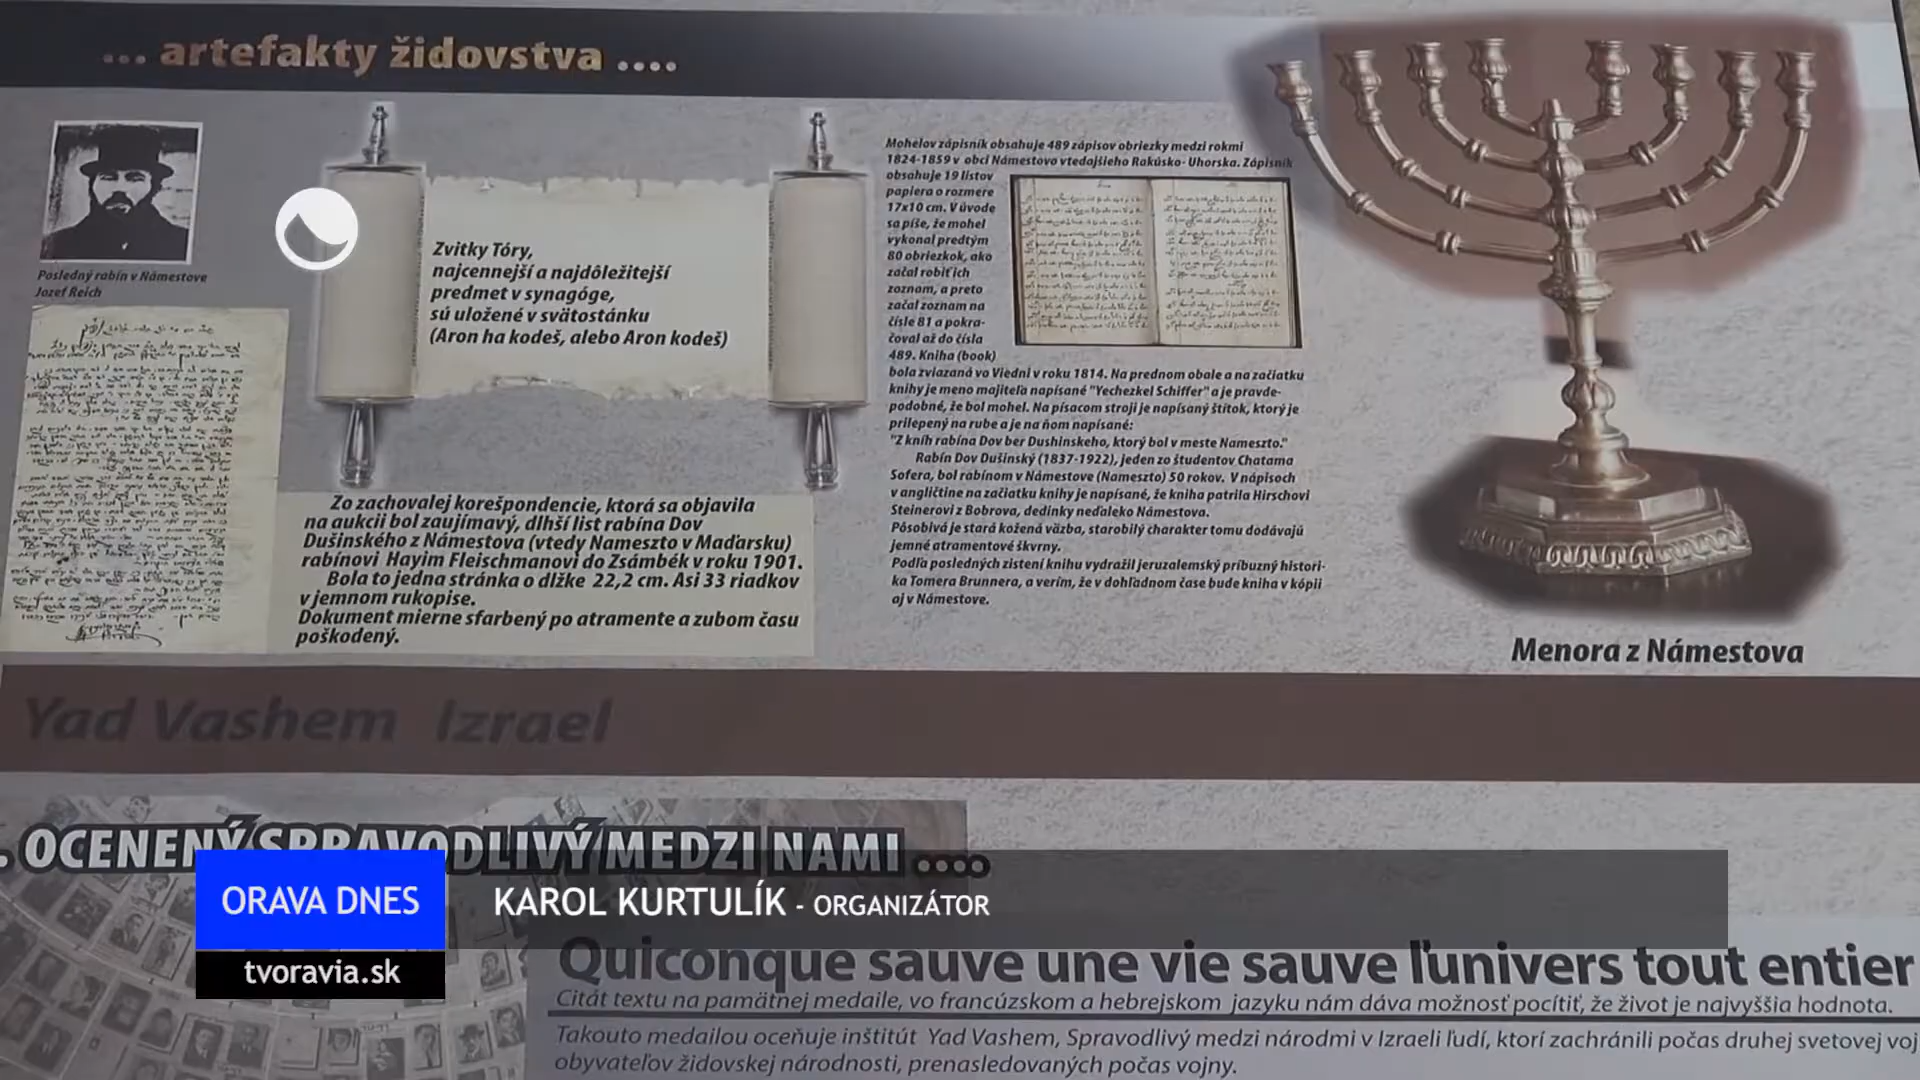 ... artefakty židovstva ....
Posledný rabín v Námestove
Jozef Reich
Zvitky Tóry,
najcennejší a najdôležitejší
predmet v synagóge,
sú uložené v svätostánku
(Aron ha kodeš, alebo Aron kodeš)
Zo zachovalej korešpondencie, ktorá sa objavila
na aukcii bol zaujímavý, dlhší list rabína Dov
Dušinského z Námestova (vtedy Nameszto v Maďarsku)
rabínovi Hayim Fleischmanovi do Zsámbék v roku 1901.
Bola to jedna stránka o dlžke 22,2 cm. Asi 33 riadkov
v jemnom rukopise.
Dokument mierne sfarbený po atramente a zubom času
poškodený.
Mohelov zápisník obsahuje 489 zápisov obriezky medzi rokmi
1824-1859 v obci Námestovo vtedajšieho Rakúsko- Uhorska. Zápisník
obsahuje 19 listov
papiera o rozmere
17x10 cm. V úvode
sa píše, že mohel
vykonal predtým
80 obriezkok, ako
začal robiť ich
zoznam, a preto
začal zoznam na
čísle 81 a pokra-
čoval až do čísla
489. Kniha (book)
bola zviazaná vo Viedni v roku 1814. Na prednom obale a na začiatku
knihy je meno majiteľa napísané "Yechezkel Schiffer" a je pravde-
podobné, že bol mohel. Na písacom stroji je napísaný štítok, ktorý je
prilepený na rube a je na ňom napísané:
"Z kníh rabína Dov ber Dushinskeho, ktorý bol v meste Nameszto."
Rabín Dov Dušinský (1837-1922), jeden zo študentov Chatama
Sofera, bol rabínom v Námestove (Nameszto) 50 rokov. V nápisoch
v angličtine na začiatku knihy je napísané, že kniha patrila Hirschovi
Steinerovi z Bobrova, dedinky neďaleko Námestova.
Pôsobivá je stará kožená väzba, starobilý charakter tomu dodávajú
jemné atramentové škvrny.
Podľa posledných zistení knihu vydražil jeruzalemský príbuzný histori-
ka Tomera Brunnera, a verím, že v dohľadnom čase bude kniha v kópii
aj v Námestove.
Menora z Námestova
Yad Vashem Izrael
. OCENENÝ SPRAVODLIVÝ MEDZI NAMI ....
ORAVA DNES
KAROL KURTULÍK - ORGANIZÁTOR
tvoravia.sk
Quiconque sauve une vie sauve ľunivers tout entier
Citát textu na pamätnej medaile, vo francúzskom a hebrejskom jazyku nám dáva možnosť pocítiť, že život je najvyššia hodnota.
Takouto medailou oceňuje inštitút Yad Vashem, Spravodlivý medzi národmi v Izraeli ľudí, ktorí zachránili počas druhej svetovej voj
obyvateľov židovskej národnosti, prenasledovaných počas vojny.